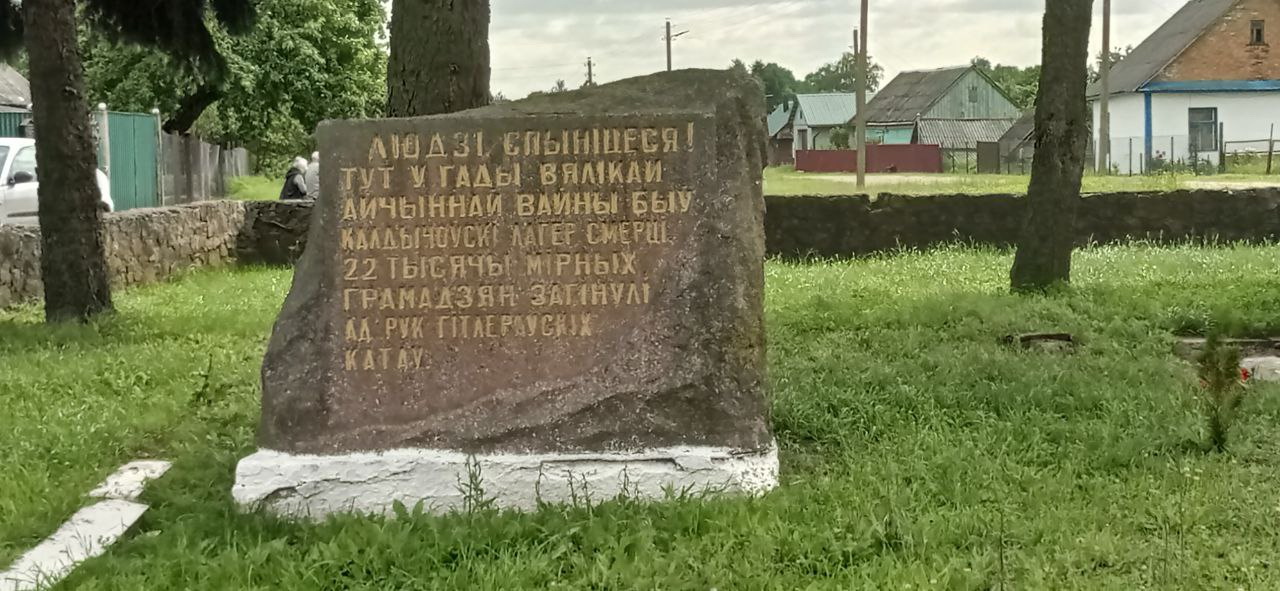 ЛЮДЗІ, СПЫНІЦЕСЯ!
ТУТ У ГАДЫ ВЯЛІКАЙ
АЙЧЫННАЙ ВАЙНЫ БЫЎ
КАЛДЫЧОЎСКІ ЛАГЕР СМЕРЦІ.
22 ТЫСЯЧЫ МІРНЫХ
ГРАМАДЗЯН ЗАГІНУЛІ
АД РУК ГІТЛЕРАЎСКІХ
КАТАЎ.